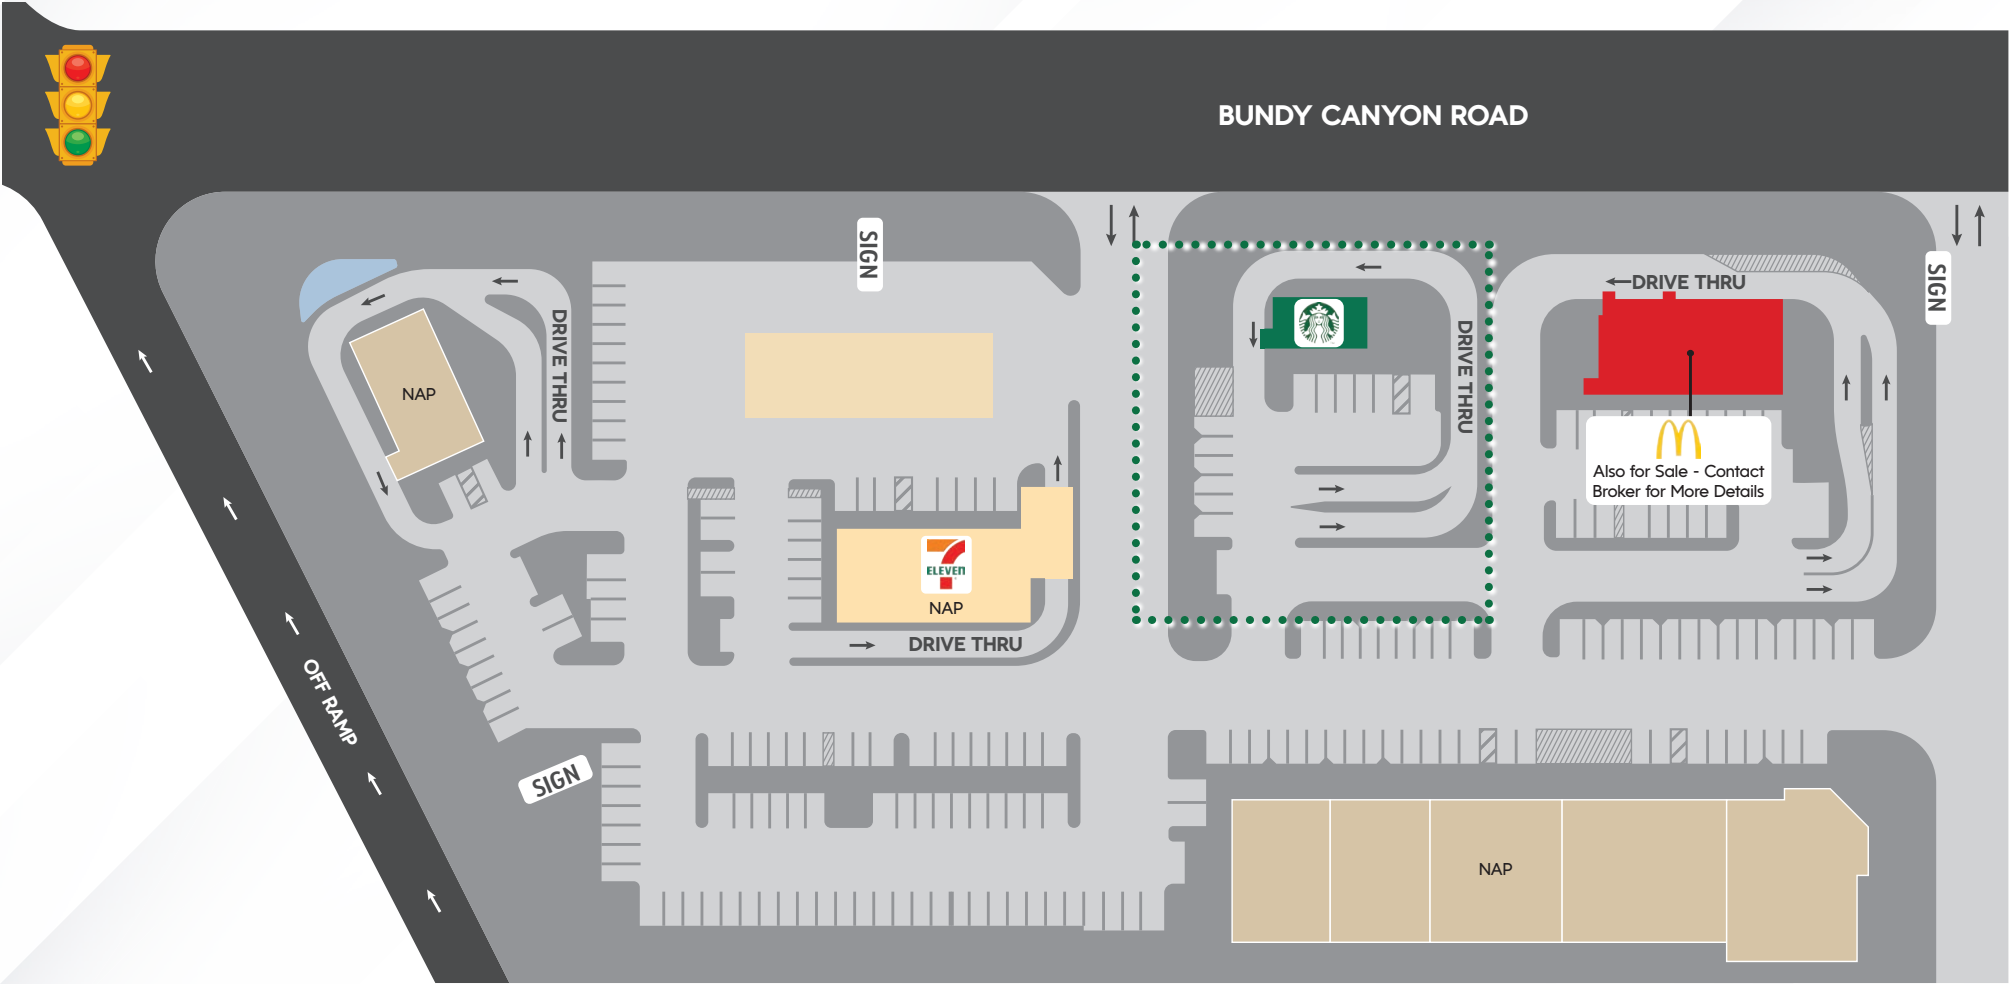 BUNDY CANYON ROAD
SIGN
DRIVE THRU
SIGN
DRIVE THRU
DRIVE THRU
NAP
Also for Sale - Contact
Broker for More Details
ELEVEN
NAP
DRIVE THRU
OFF RAMP
SIGN
NAP